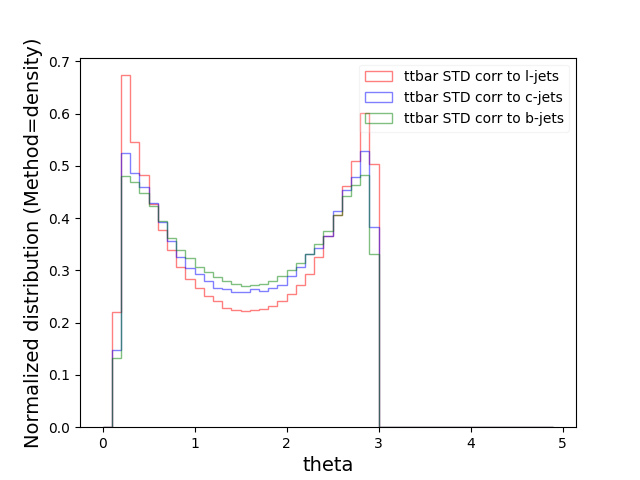 0.7
0.6
0.5
0.4
0.3
0.2
0.1
0.0
Normalized distribution (Method=density)
ttbar STD corr to l-jets
ttbar STD corr to c-jets
ttbar STD corr to b-jets
0 1 2 3 4 5
theta